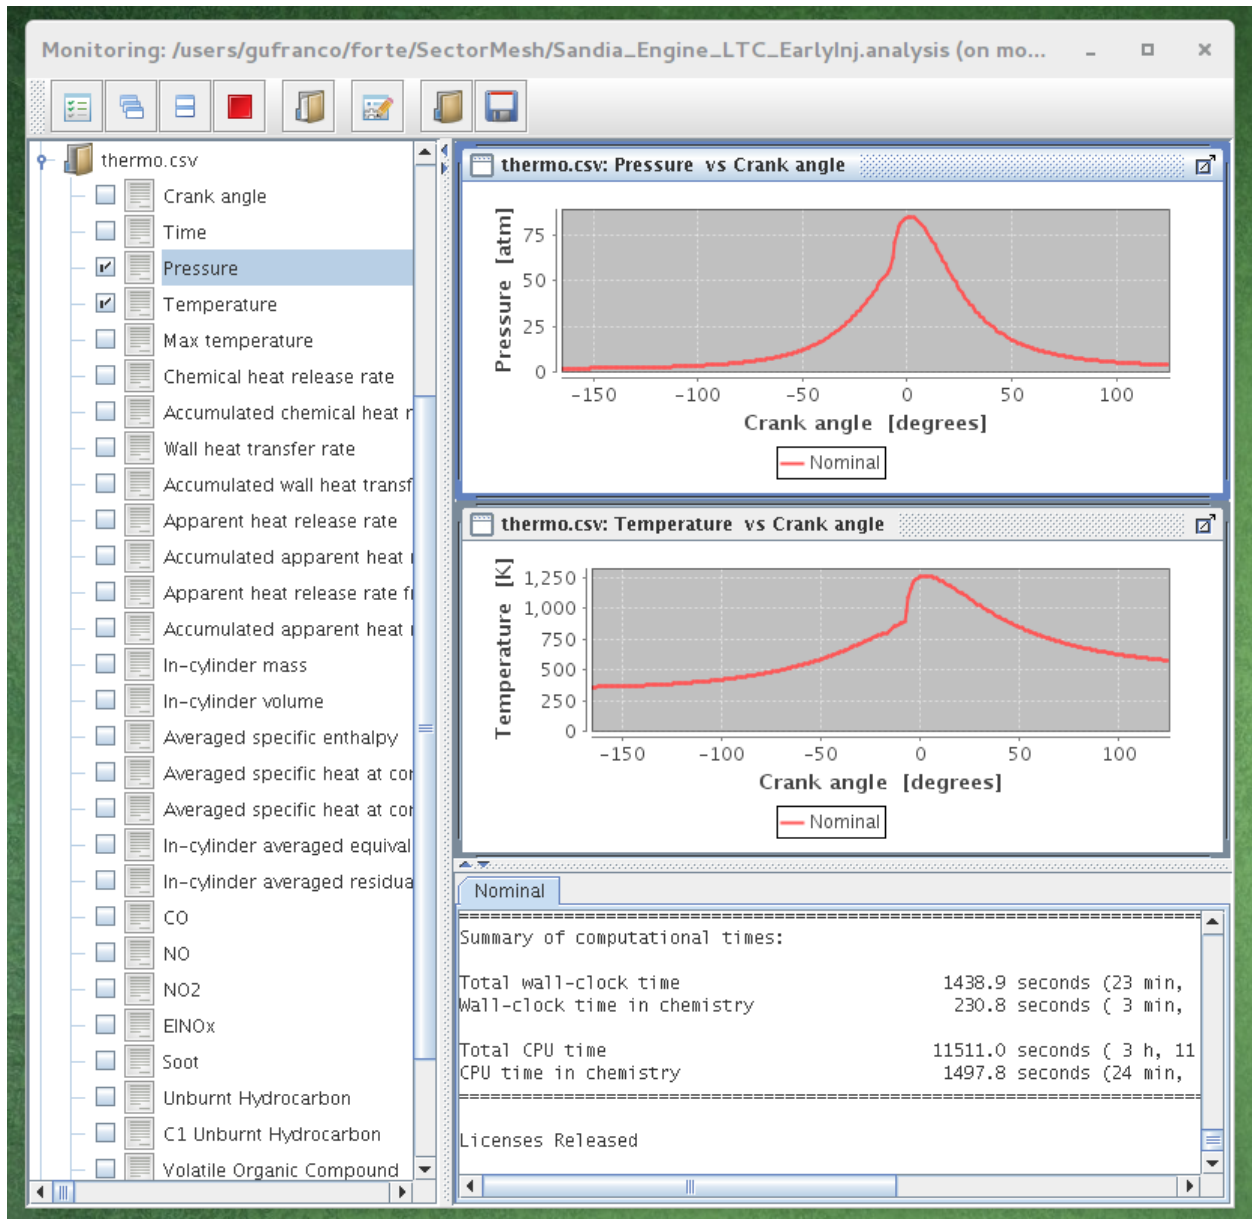 Monitoring: /users/gufranco/forte/SectorMesh/Sandia_Engine_LTC_EarlyInj.analysis (on mo...
thermo.csv
Crank angle
Time
Pressure
Temperature
Max temperature
Chemical heat release rate
Accumulated chemical heat r
Wall heat transfer rate
Accumulated wall heat transf
Apparent heat release rate
Accumulated apparent heat r
Apparent heat release rate fr
Accumulated apparent heat r
In-cylinder mass
In-cylinder volume
Averaged specific enthalpy
Averaged specific heat at cor
Averaged specific heat at cor
In-cylinder averaged equival
In-cylinder averaged residua
CO
NO
NO2
EINOx
Soot
Unburnt Hydrocarbon
C1 Unburnt Hydrocarbon
Volatile Organic Compound
thermo.csv: Pressure vs Crank angle
Pressure [atm]
75
50
25
0
-150 -100 -50 0 50 100
Crank angle [degrees]
Nominal
thermo.csv: Temperature vs Crank angle
Temperature [K]
1,250
1,000
750
500
250
0
-150 -100 -50 0 50 100
Crank angle [degrees]
Nominal
Nominal
Summary of computational times:
Total wall-clock time 1438.9 seconds (23 min,
Wall-clock time in chemistry 230.8 seconds ( 3 min,
Total CPU time 11511.0 seconds ( 3 h, 11
CPU time in chemistry 1497.8 seconds (24 min,
Licenses Released